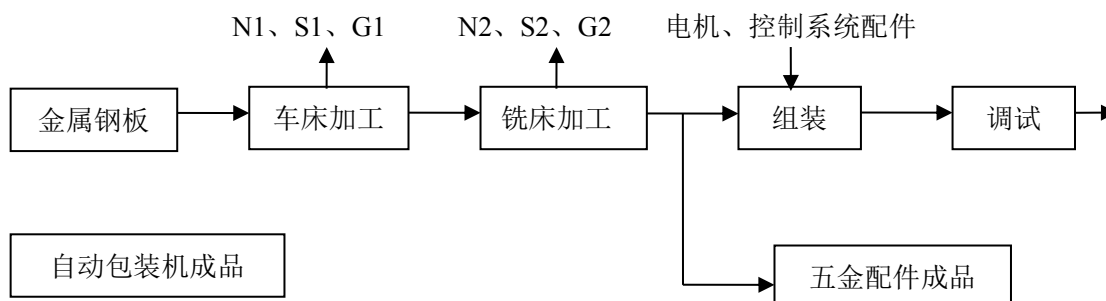 N1、S1、G1
N2、S2、G2
电机、控制系统配件
金属钢板
车床加工
铣床加工
组装
调试
自动包装机成品
五金配件成品